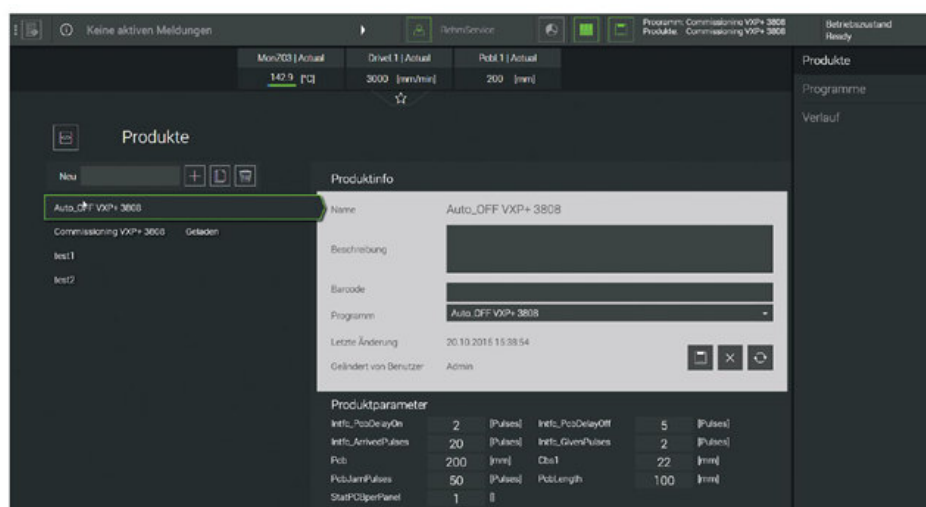 Keine aktiven Meldungen
RehmService
Programm: Commissioning VXP+ 3808
Produkte: Commissioning VXP+ 3808
Betriebszustand
Ready
Mon703 | Actual
Drivel.1 | Actual
Pcbl.1 | Actual
142.9 [°C]
3000 [mm/min]
200 [mm]
Produkte
Programme
Verlauf
Produkte
Neu
Auto_OFF VXP+ 3808
Commissioning VXP+ 3808 Geladen
test1
test2
Produktinfo
Name Auto_OFF VXP+ 3808
Beschreibung
Barcode
Programm Auto_OFF VXP+ 3808
Letzte Änderung 20.10.2016 15:38:54
Geändert von Benutzer Admin
Produktparameter
Intfc_PcbDelayOn 2 [Pulses] Intfc_PcbDelayOff 5 [Pulses]
Intfc_ArrivedPulses 20 [Pulses] Intfc_GivenPulses 2 [Pulses]
Pcb 200 [mm] Cbs1 22 [mm]
PcbJamPulses 50 [Pulses] PcbLength 100 [mm]
StatPCBperPanel 1 []